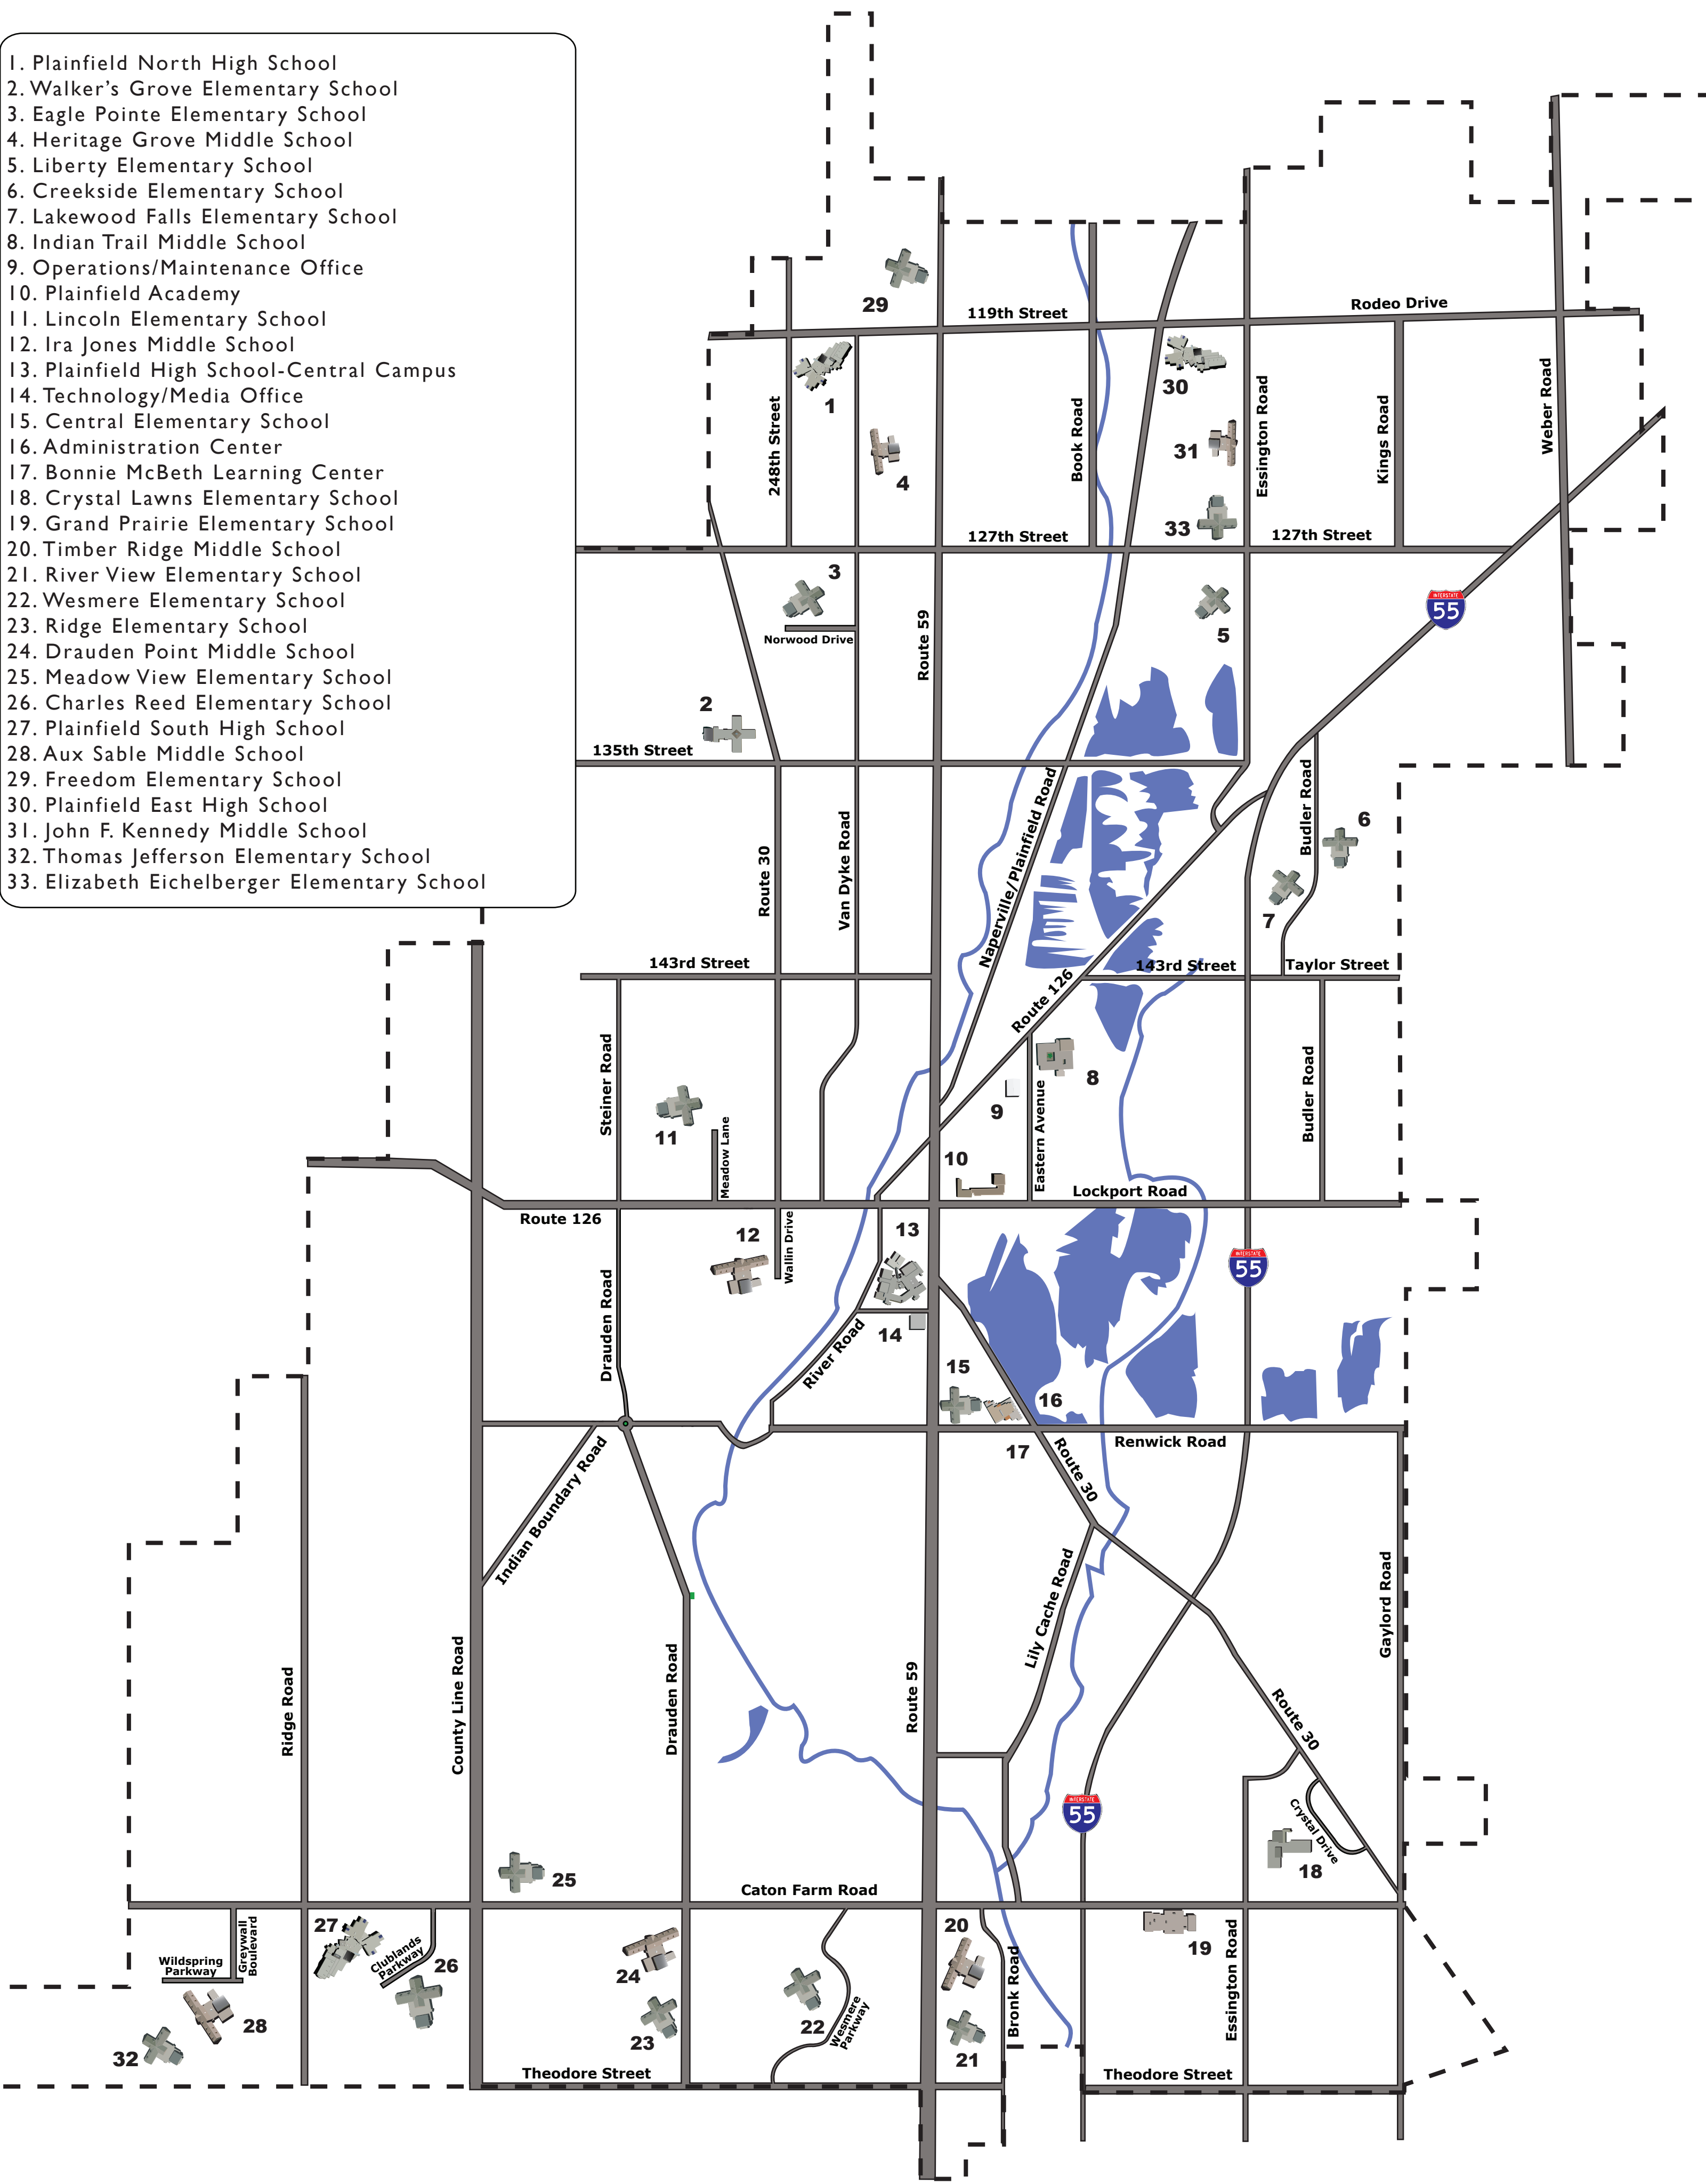 1. Plainfield North High School
2. Walker's Grove Elementary School
3. Eagle Pointe Elementary School
4. Heritage Grove Middle School
5. Liberty Elementary School
6. Creekside Elementary School
7. Lakewood Falls Elementary School
8. Indian Trail Middle School
9. Operations/Maintenance Office
10. Plainfield Academy
11. Lincoln Elementary School
12. Ira Jones Middle School
13. Plainfield High School-Central Campus
14. Technology/Media Office
15. Central Elementary School
16. Administration Center
17. Bonnie McBeth Learning Center
18. Crystal Lawns Elementary School
19. Grand Prairie Elementary School
20. Timber Ridge Middle School
21. River View Elementary School
22. Wesmere Elementary School
23. Ridge Elementary School
24. Drauden Point Middle School
25. Meadow View Elementary School
26. Charles Reed Elementary School
27. Plainfield South High School
28. Aux Sable Middle School
29. Freedom Elementary School
30. Plainfield East High School
31. John F. Kennedy Middle School
32. Thomas Jefferson Elementary School
33. Elizabeth Eichelberger Elementary School
29
119th Street
Rodeo Drive
1
30
248th Street
Book Road
Essington Road
Kings Road
Weber Road
31
4
33
127th Street
127th Street
3
INTERSTATE
55
5
Norwood Drive
Route 59
2
135th Street
Naperville/Plainfield Road
Budler Road
6
Route 30
Van Dyke Road
7
143rd Street
143rd Street
Taylor Street
Route 126
Steiner Road
8
9
Eastern Avenue
Budler Road
11
Meadow Lane
10
Lockport Road
Route 126
12
Wallin Drive
13
INTERSTATE
55
Drauden Road
14
River Road
15
16
17
Renwick Road
Route 30
Indian Boundary Road
Lily Cache Road
Gaylord Road
Ridge Road
County Line Road
Drauden Road
Route 59
Route 30
INTERSTATE
55
Crystal Drive
18
25
Caton Farm Road
27
Greywall
Boulevard
Wildspring
Parkway
Clublands
Parkway
26
24
20
Bronk Road
19
Essington Road
28
32
23
22
Wesmere
Parkway
21
Theodore Street
Theodore Street